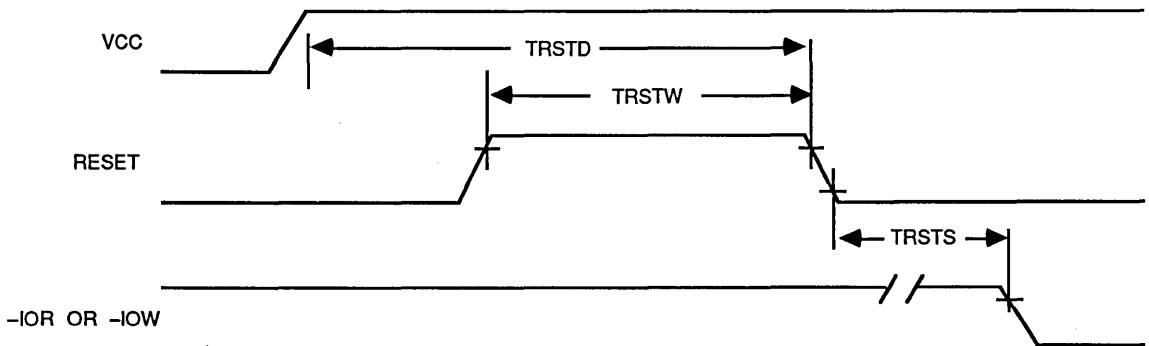 VCC
TRSTD
TRSTW
RESET
TRSTS
–IOR OR –IOW